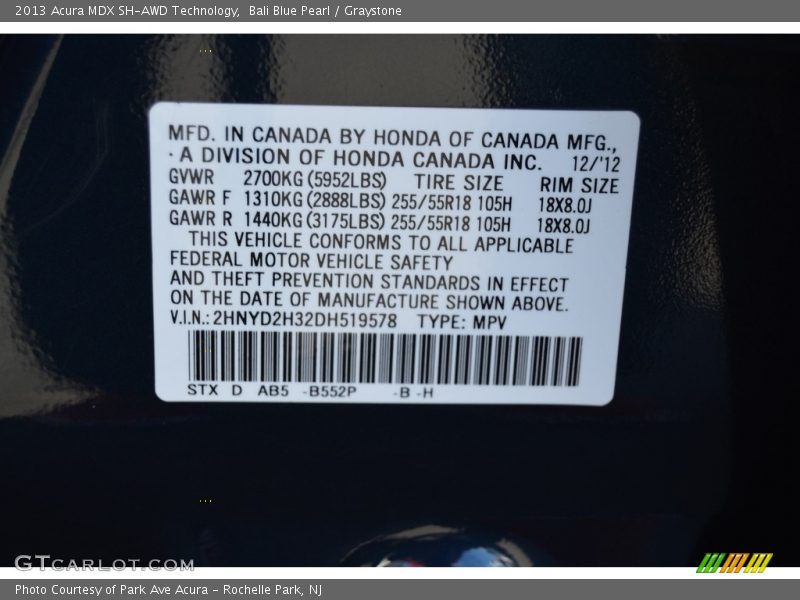 2013 Acura MDX SH-AWD Technology,  Bali Blue Pearl / Graystone
MFD. IN CANADA BY HONDA OF CANADA MFG.,
A DIVISION OF HONDA CANADA INC. 12/'12
GVWR 2700KG (5952LBS) TIRE SIZE RIM SIZE
GAWR F 1310KG (2888LBS) 255/55R18 105H 18X8.0J
GAWR R 1440KG (3175LBS) 255/55R18 105H 18X8.0J
THIS VEHICLE CONFORMS TO ALL APPLICABLE
FEDERAL MOTOR VEHICLE SAFETY
AND THEFT PREVENTION STANDARDS IN EFFECT
ON THE DATE OF MANUFACTURE SHOWN ABOVE.
V.I.N.: 2HNYD2H32DH519578 TYPE: MPV
STX D AB5 -B552P -B -H
GTCARLOT.COM
Photo Courtesy of Park Ave Acura - Rochelle Park, NJ